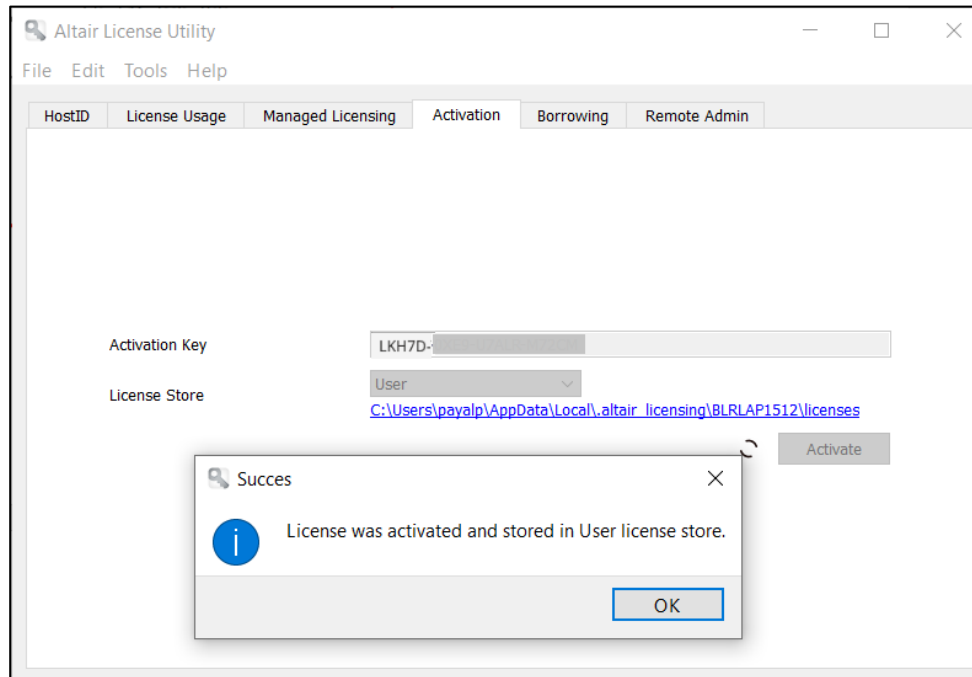 Altair License Utility
File Edit Tools Help
HostID License Usage Managed Licensing Activation Borrowing Remote Admin
Activation Key LKH7D-
License Store User
C:\Users\payalp\AppData\Local\.altair_licensing\BLRLAP1512\licenses
Activate
Succes
License was activated and stored in User license store.
OK